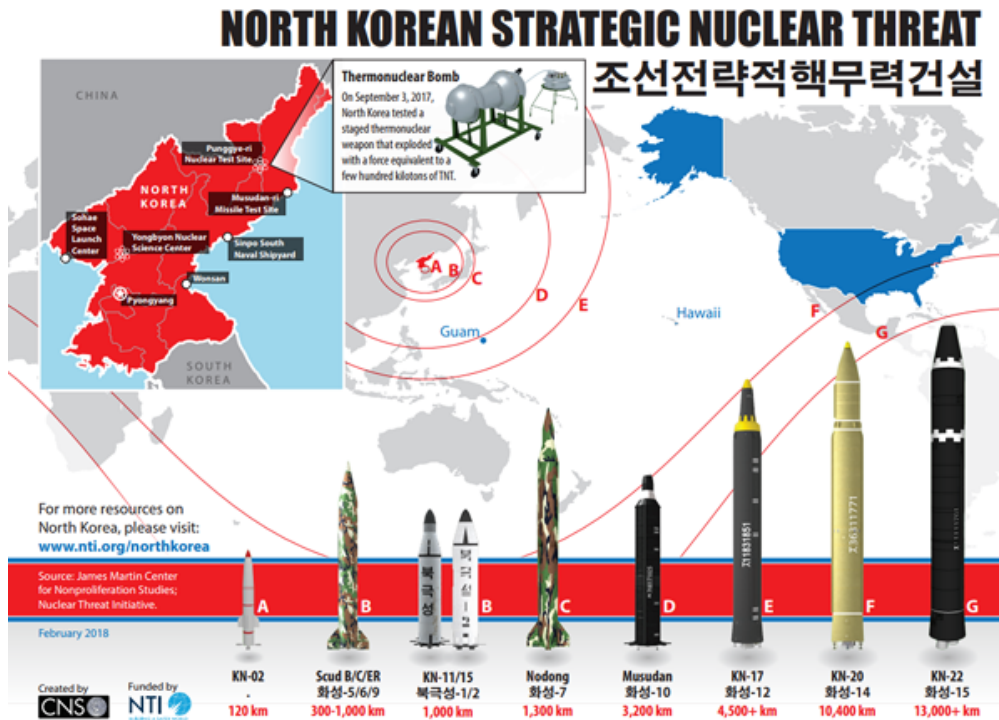 NORTH KOREAN STRATEGIC NUCLEAR THREAT
조선전략적핵무력건설
CHINA
Thermonuclear Bomb
On September 3, 2017,
North Korea tested a
staged thermonuclear
weapon that exploded
with a force equivalent to a
few hundred kilotons of TNT.
Punggye-ri
Nuclear Test Site
NORTH
KOREA
Musudan-ri
Missile Test Site
Sohae
Space
Launch
Center
Yongbyon Nuclear
Science Center
Sinpo South
Naval Shipyard
Wonsan
Pyongyang
SOUTH
KOREA
A
B
C
D
E
F
G
Guam
Hawaii
For more resources on
North Korea, please visit:
www.nti.org/northkorea
Source: James Martin Center
for Nonproliferation Studies;
Nuclear Threat Initiative.
February 2018
북극성
A
B
B
C
D
E
F
G
Created by
CNS
Funded by
NTI
KN-02
-
120 km
Scud B/C/ER
화성-5/6/9
300-1,000 km
KN-11/15
북극성-1/2
1,000 km
Nodong
화성-7
1,300 km
Musudan
화성-10
3,200 km
KN-17
화성-12
4,500+ km
KN-20
화성-14
10,400 km
KN-22
화성-15
13,000+ km